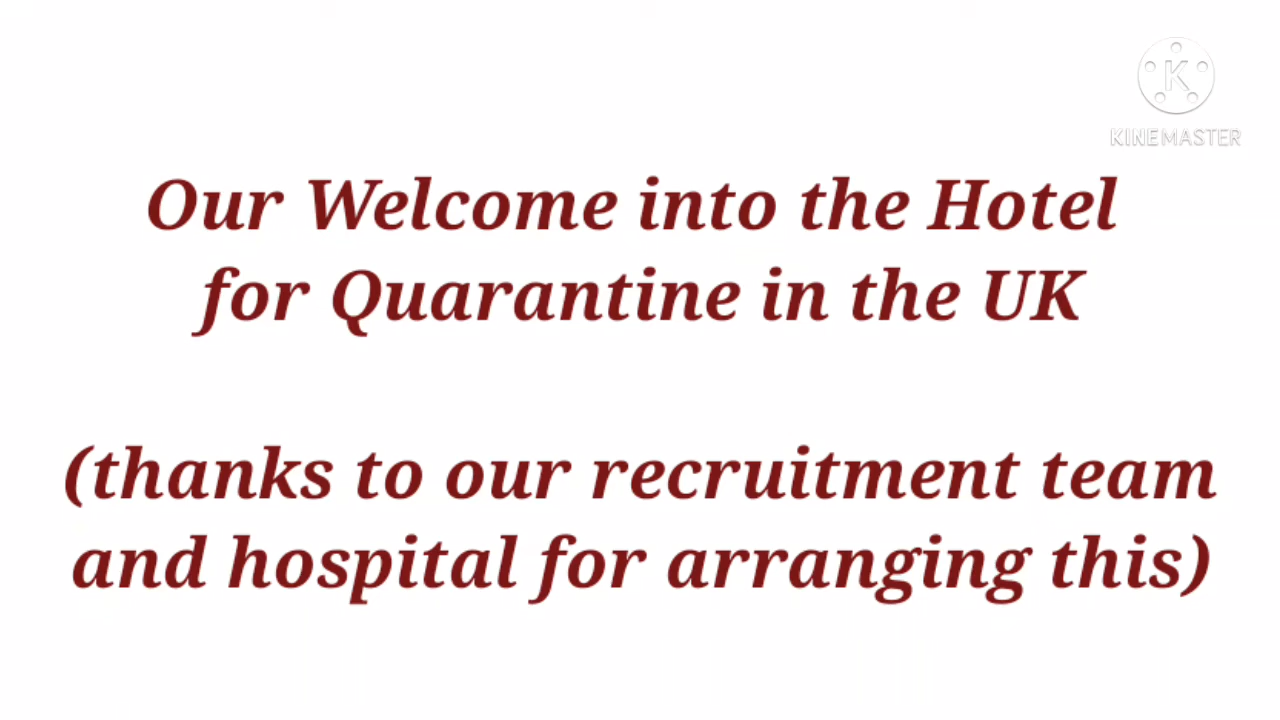 KINEMASTER
Our Welcome into the Hotel
for Quarantine in the UK
(thanks to our recruitment team
and hospital for arranging this)